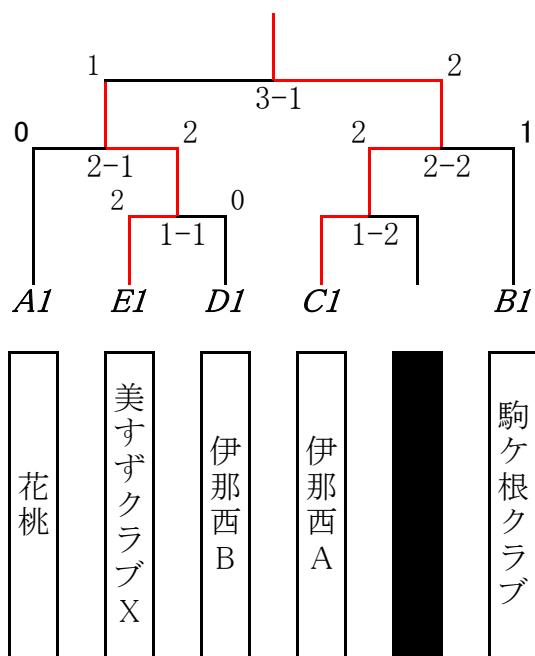 1 2
3-1
0 2 2 1
2-1 2-2
2 0
1-1 1-2
A1 E1 D1 C1 B1
花桃
美すずクラブX
伊那西B
伊那西A
駒ケ根クラブ